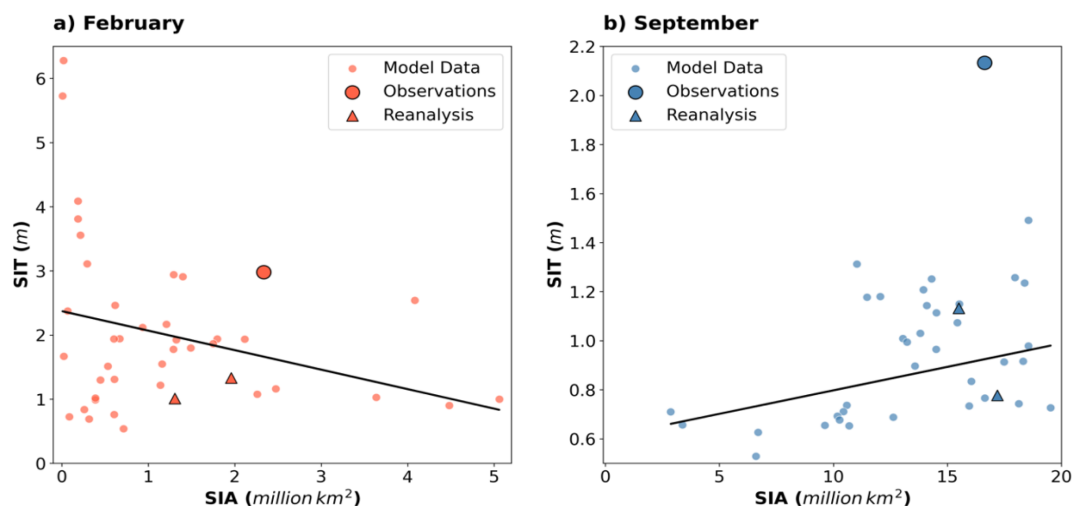 a) February
SIT (m)
6
5
4
3
2
1
0
Model Data
Observations
Reanalysis
0 1 2 3 4 5
SIA (million km²)
b) September
SIT (m)
2.2
2.0
1.8
1.6
1.4
1.2
1.0
0.8
0.6
Model Data
Observations
Reanalysis
0 5 10 15 20
SIA (million km²)